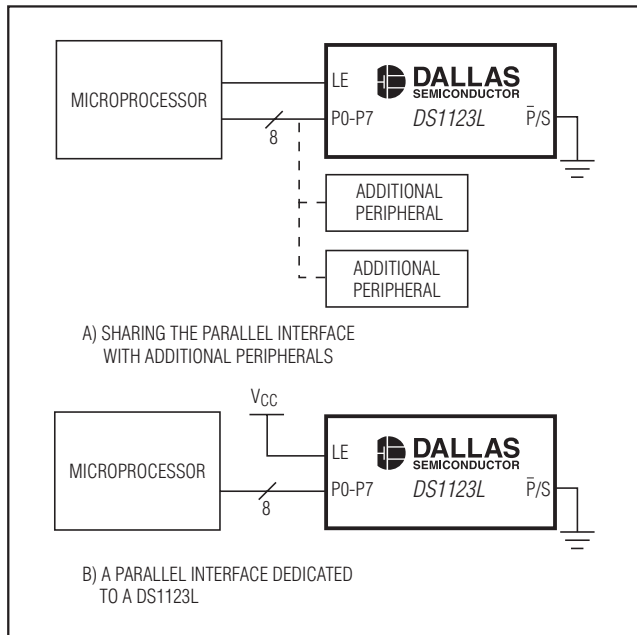 MICROPROCESSOR
LE
P0-P7
8
DALLAS
SEMICONDUCTOR
DS1123L
P̅/S
ADDITIONAL
PERIPHERAL
ADDITIONAL
PERIPHERAL
A) SHARING THE PARALLEL INTERFACE
WITH ADDITIONAL PERIPHERALS
VCC
MICROPROCESSOR
LE
P0-P7
8
DALLAS
SEMICONDUCTOR
DS1123L
P̅/S
B) A PARALLEL INTERFACE DEDICATED
TO A DS1123L